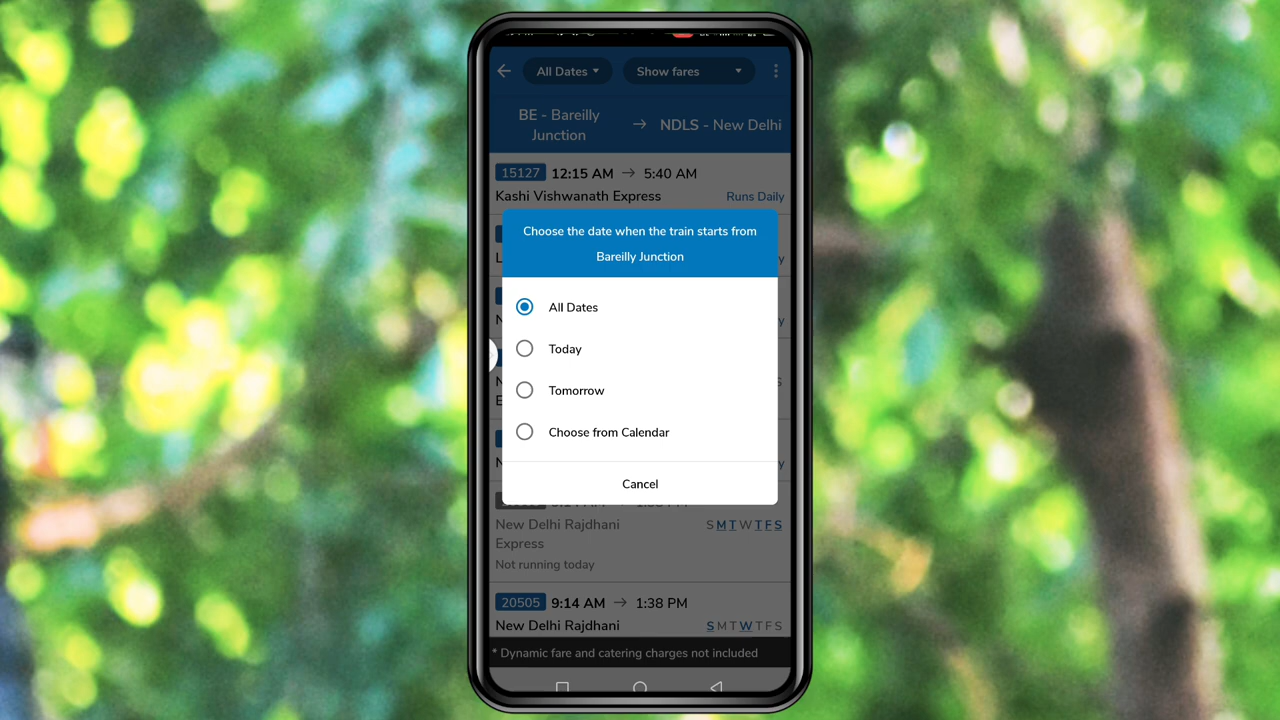 All Dates Show fares
BE - Bareilly Junction → NDLS - New Delhi
15127 12:15 AM → 5:40 AM
Kashi Vishwanath Express Runs Daily
Choose the date when the train starts from
Bareilly Junction
All Dates
Today
Tomorrow
Choose from Calendar
Cancel
New Delhi Rajdhani S M T W T F S
Express
Not running today
20505 9:14 AM → 1:38 PM
New Delhi Rajdhani S M T W T F S
* Dynamic fare and catering charges not included